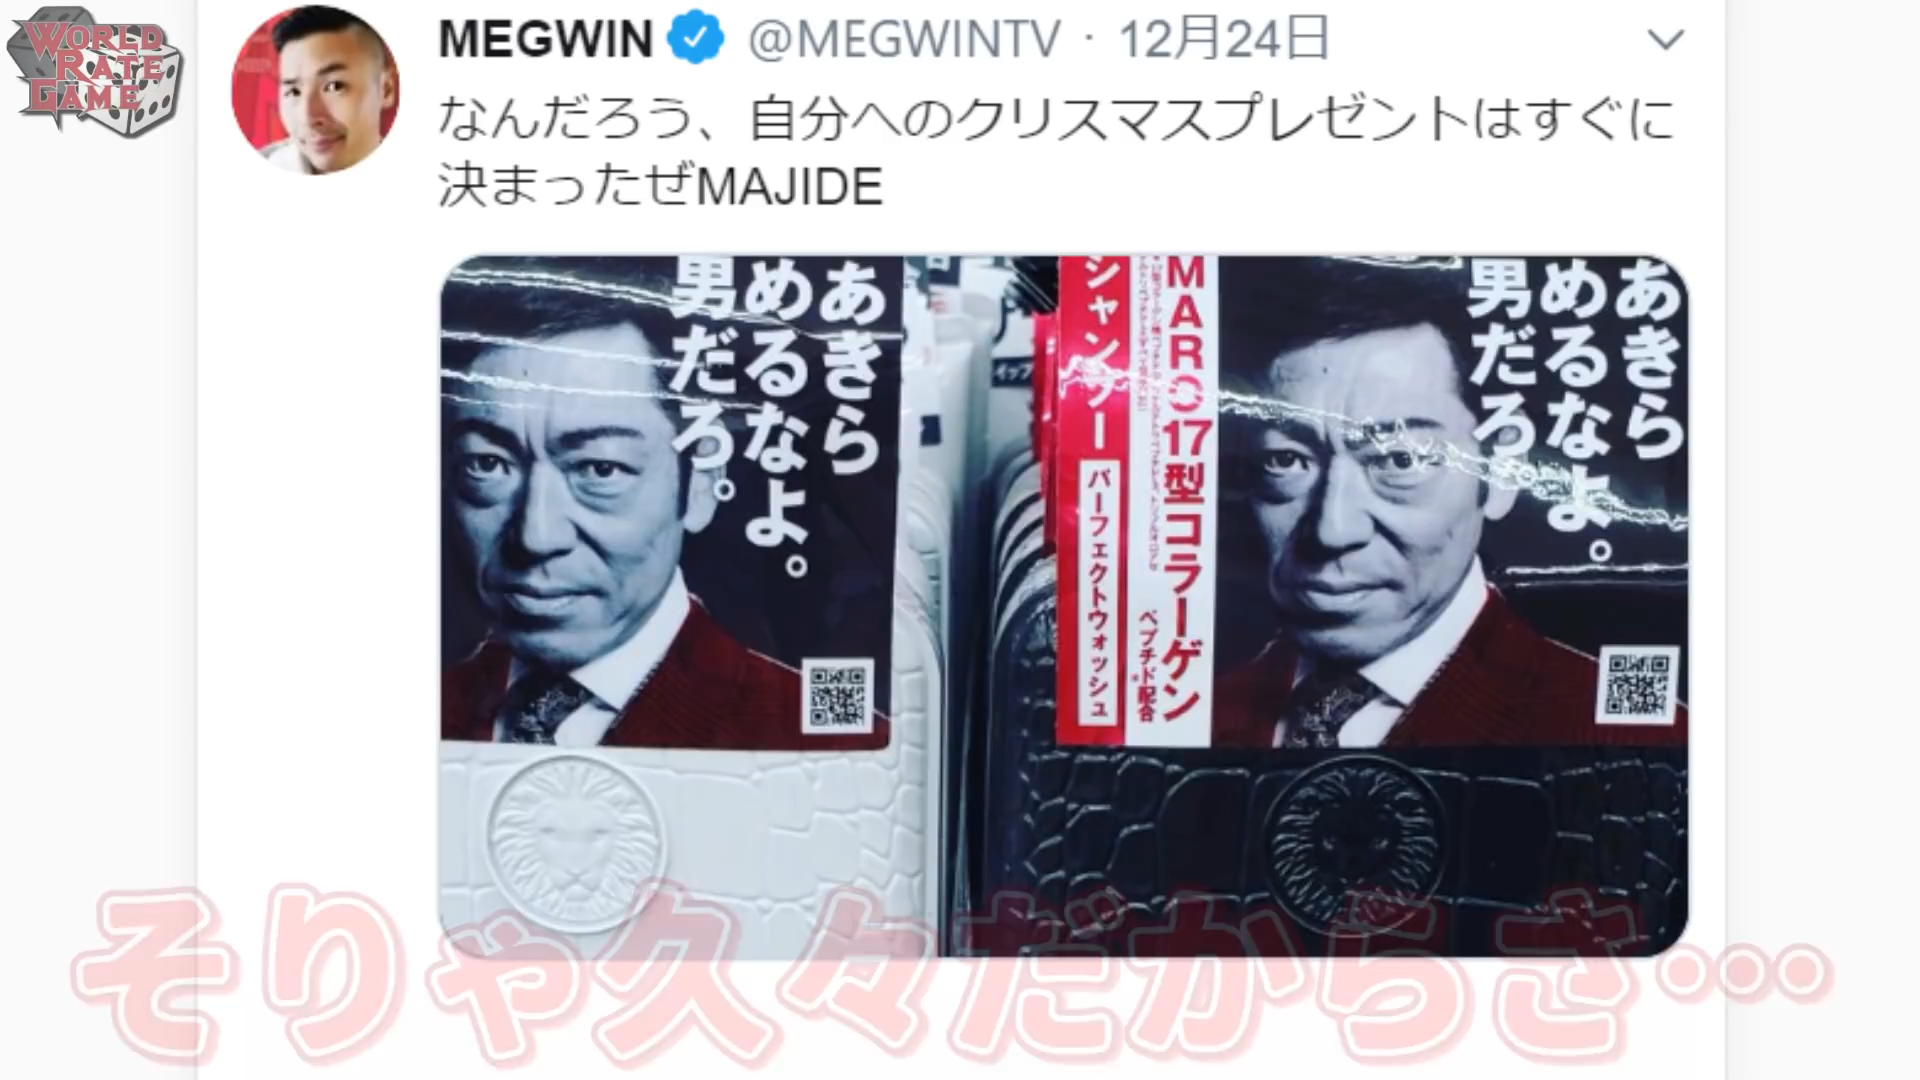 WORLD
RATE
GAME
MEGWIN @MEGWINTV · 12月24日
なんだろう、自分へのクリスマスプレゼントはすぐに
決まったぜMAJIDE
あきら
めるなよ。
男だろ。
シャンプー
パーフェクトウォッシュ
MARO17型コラーゲン
ペプチド※配合
あきら
めるなよ。
男だろ。
そりゃ久々だからさ…